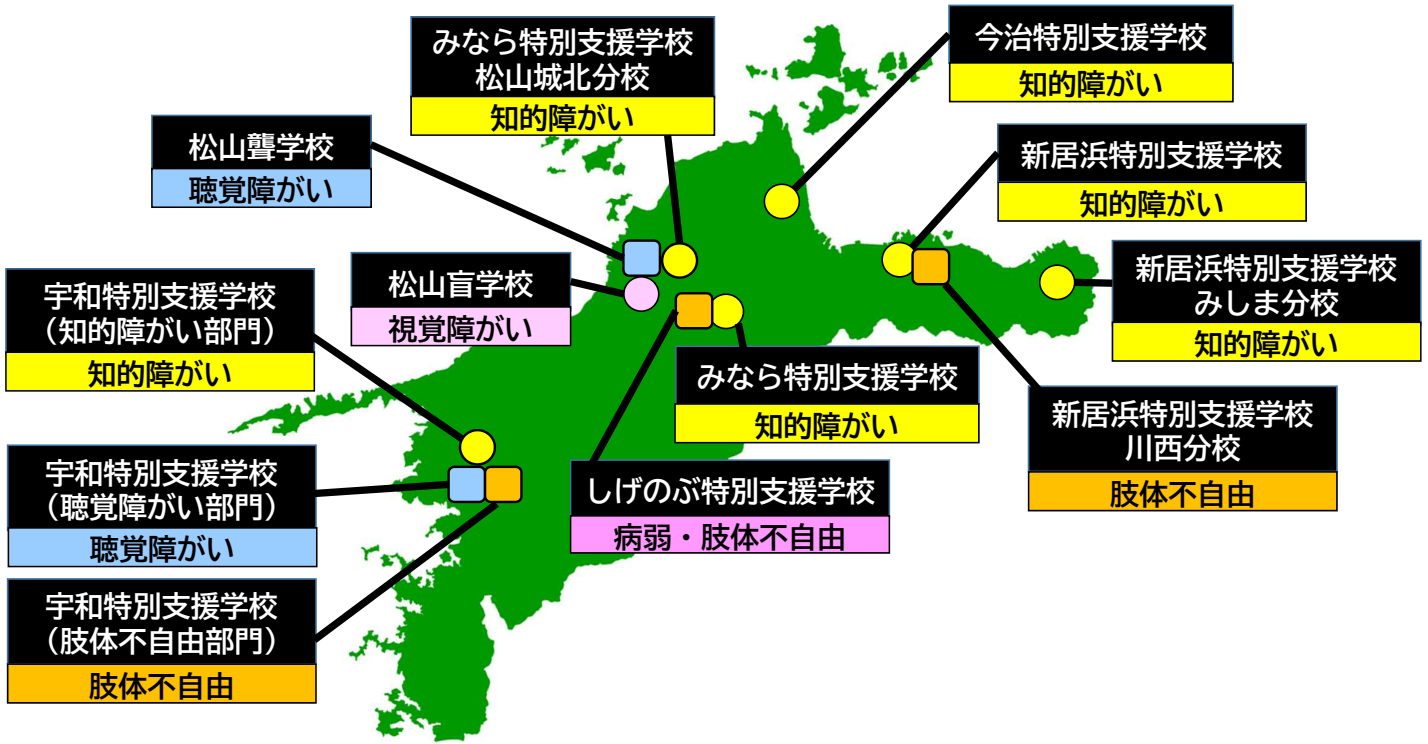 みなら特別支援学校
松山城北分校
知的障がい
今治特別支援学校
知的障がい
松山聾学校
聴覚障がい
新居浜特別支援学校
知的障がい
新居浜特別支援学校
みしま分校
知的障がい
松山盲学校
視覚障がい
宇和特別支援学校
（知的障がい部門）
知的障がい
みなら特別支援学校
知的障がい
新居浜特別支援学校
川西分校
肢体不自由
宇和特別支援学校
（聴覚障がい部門）
聴覚障がい
しげのぶ特別支援学校
病弱・肢体不自由
宇和特別支援学校
（肢体不自由部門）
肢体不自由